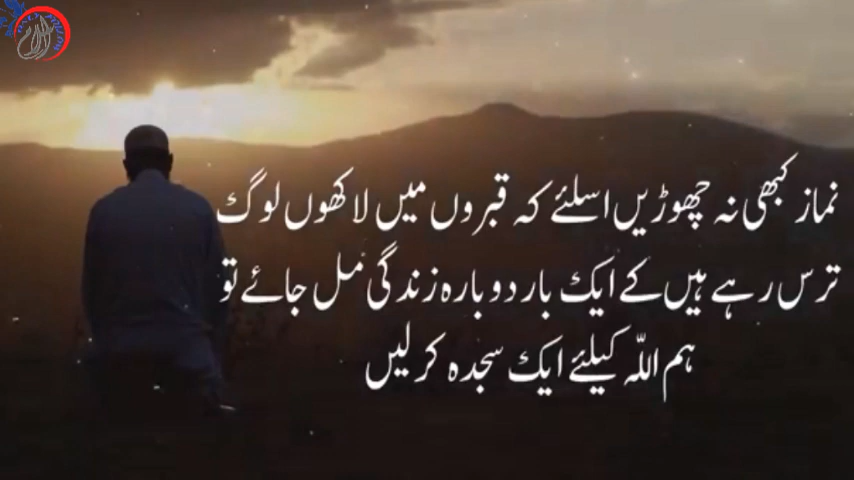 نماز کبھی نہ چھوڑیں اسلئے کہ قبروں میں لاکھوں لوگ
ترس رہے ہیں کے ایک بار دوبارہ زندگی مل جائے تو
ہم اللّہ کیلئے ایک سجدہ کرلیں